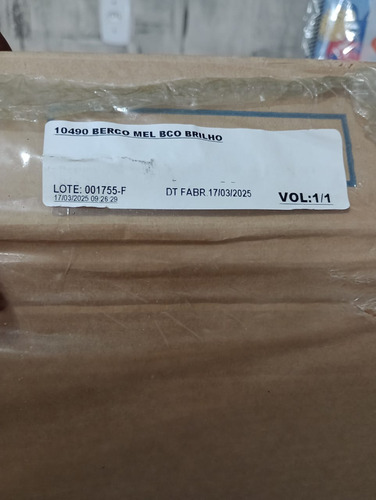 10490 BERCO MEL BCO BRILHO
LOTE: 001755-F
DT FABR.17/03/2025
VOL:1/1
17/03/2025 09:26:29